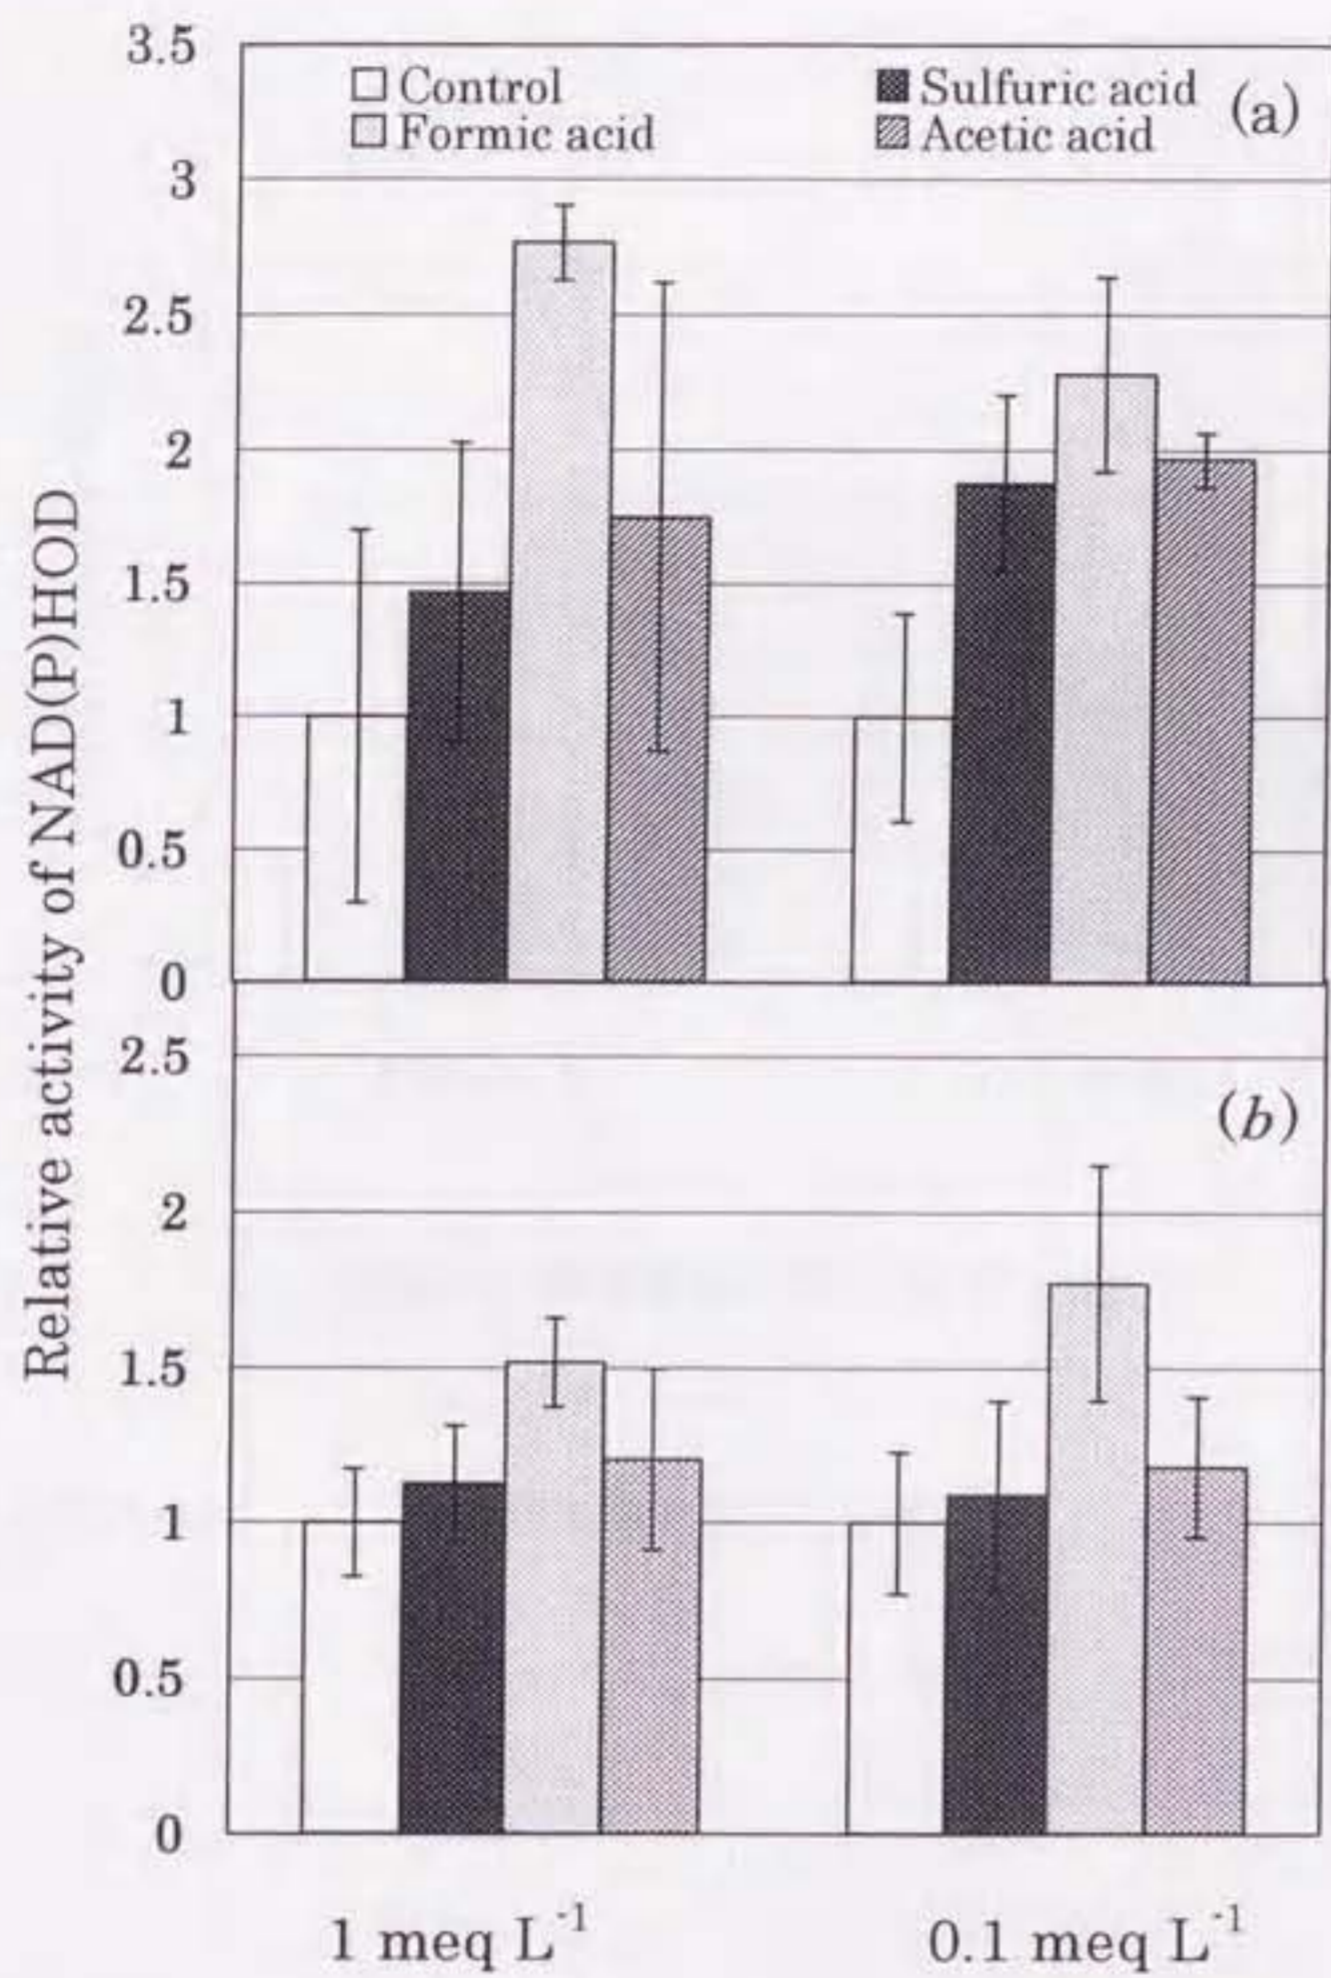 3.5
Control Sulfuric acid (a)
Formic acid Acetic acid
3
2.5
2
1.5
1
0.5
0
Relative activity of NAD(P)HOD
2.5
(b)
2
1.5
1
0.5
0
1 meq L⁻¹ 0.1 meq L⁻¹